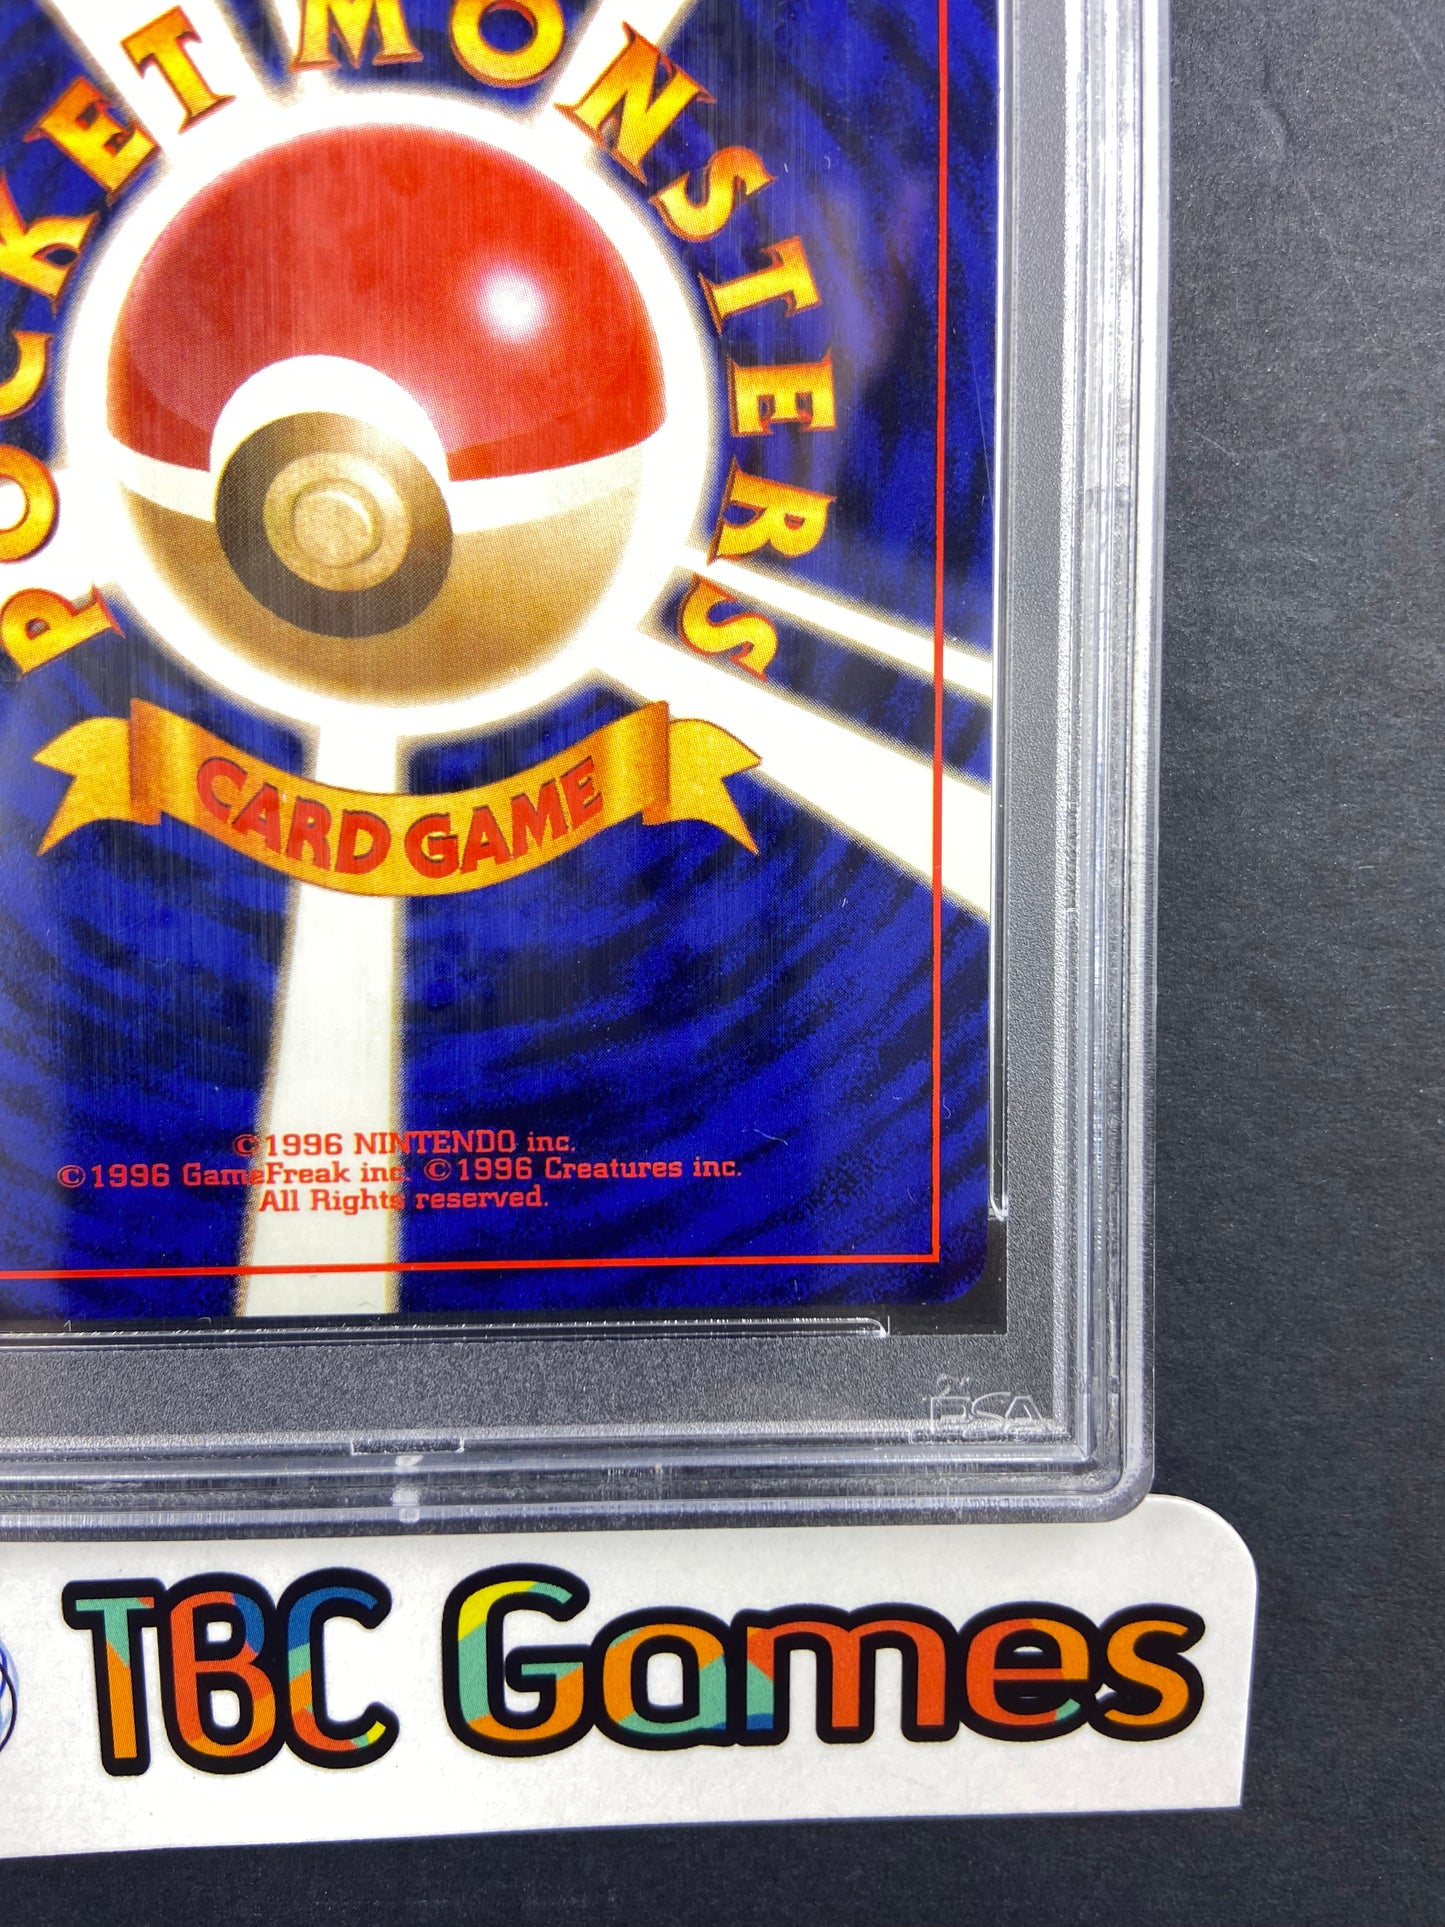 POCKET MONSTERS
CARD GAME
©1996 NINTENDO inc.
©1996 GameFreak inc. ©1996 Creatures inc.
All Rights reserved.
PSA
TBC Games